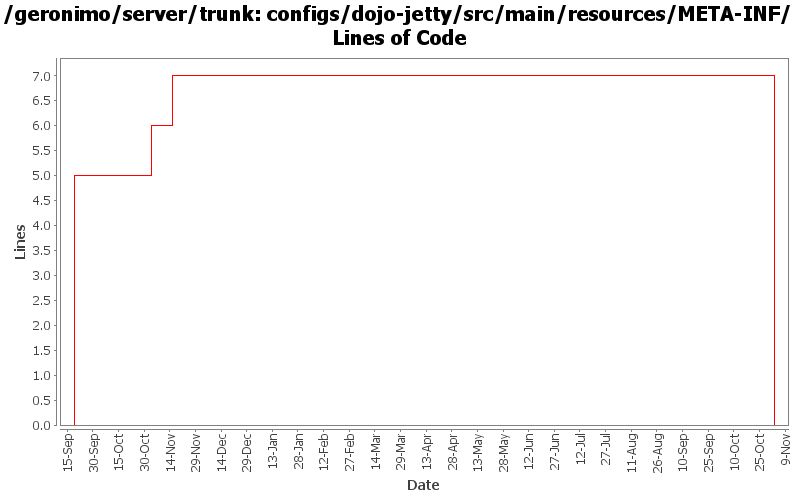 /geronimo/server/trunk: configs/dojo-jetty/src/main/resources/META-INF/
Lines of Code
7.0
6.5
6.0
5.5
5.0
4.5
4.0
3.5
3.0
2.5
2.0
1.5
1.0
0.5
0.0
Lines
15-Sep
30-Sep
15-Oct
30-Oct
14-Nov
29-Nov
14-Dec
29-Dec
13-Jan
28-Jan
12-Feb
27-Feb
14-Mar
29-Mar
13-Apr
28-Apr
13-May
28-May
12-Jun
27-Jun
12-Jul
27-Jul
11-Aug
26-Aug
10-Sep
25-Sep
10-Oct
25-Oct
9-Nov
Date